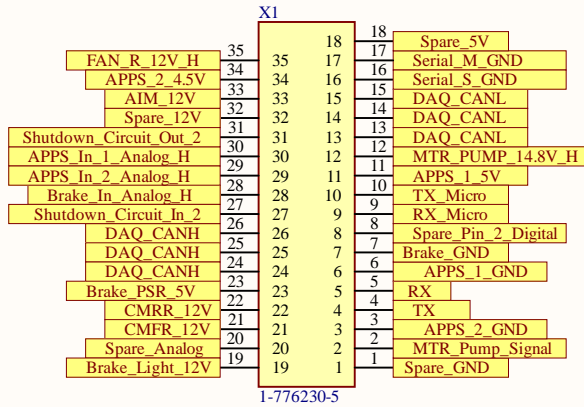 X1
18 18 Spare_5V
FAN_R_12V_H 35 35 17 17 Serial_M_GND
APPS_2_4.5V 34 34 16 16 Serial_S_GND
AIM_12V 33 33 15 15 DAQ_CANL
Spare_12V 32 32 14 14 DAQ_CANL
Shutdown_Circuit_Out_2 31 31 13 13 DAQ_CANL
APPS_In_1_Analog_H 30 30 12 12 MTR_PUMP_14.8V_H
APPS_In_2_Analog_H 29 29 11 11 APPS_1_5V
Brake_In_Analog_H 28 28 10 10 TX_Micro
Shutdown_Circuit_In_2 27 27 9 9 RX_Micro
DAQ_CANH 26 26 8 8 Spare_Pin_2_Digital
DAQ_CANH 25 25 7 7 Brake_GND
DAQ_CANH 24 24 6 6 APPS_1_GND
Brake_PSR_5V 23 23 5 5 RX
CMRR_12V 22 22 4 4 TX
CMFR_12V 21 21 3 3 APPS_2_GND
Spare_Analog 20 20 2 2 MTR_Pump_Signal
Brake_Light_12V 19 19 1 1 Spare_GND
1-776230-5